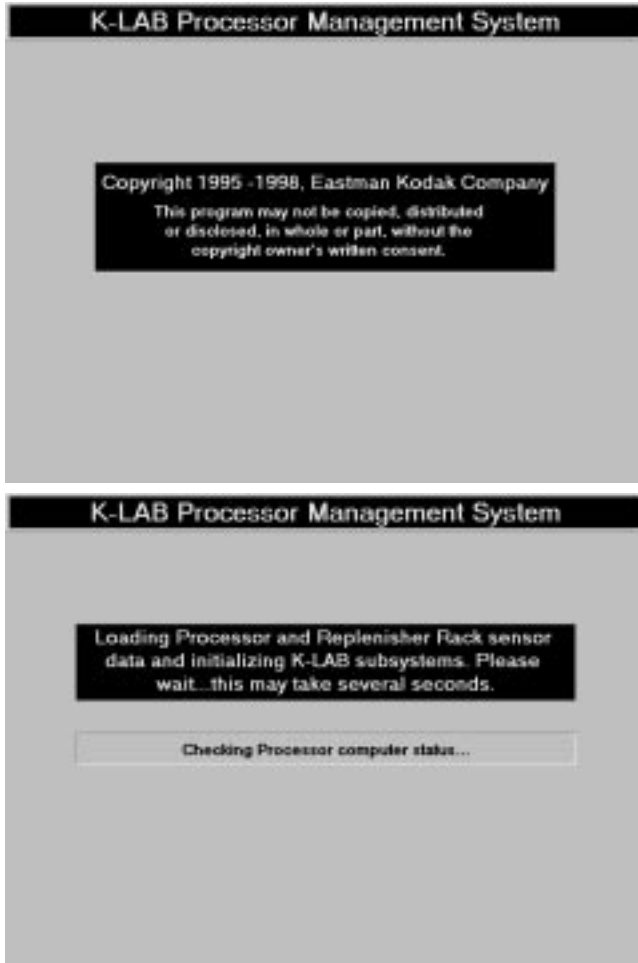 K-LAB Processor Management System
Copyright 1995 -1998, Eastman Kodak Company
This program may not be copied, distributed
or disclosed, in whole or part, without the
copyright owner's written consent.
K-LAB Processor Management System
Loading Processor and Replenisher Rack sensor
data and initializing K-LAB subsystems. Please
wait...this may take several seconds.
Checking Processor computer status...